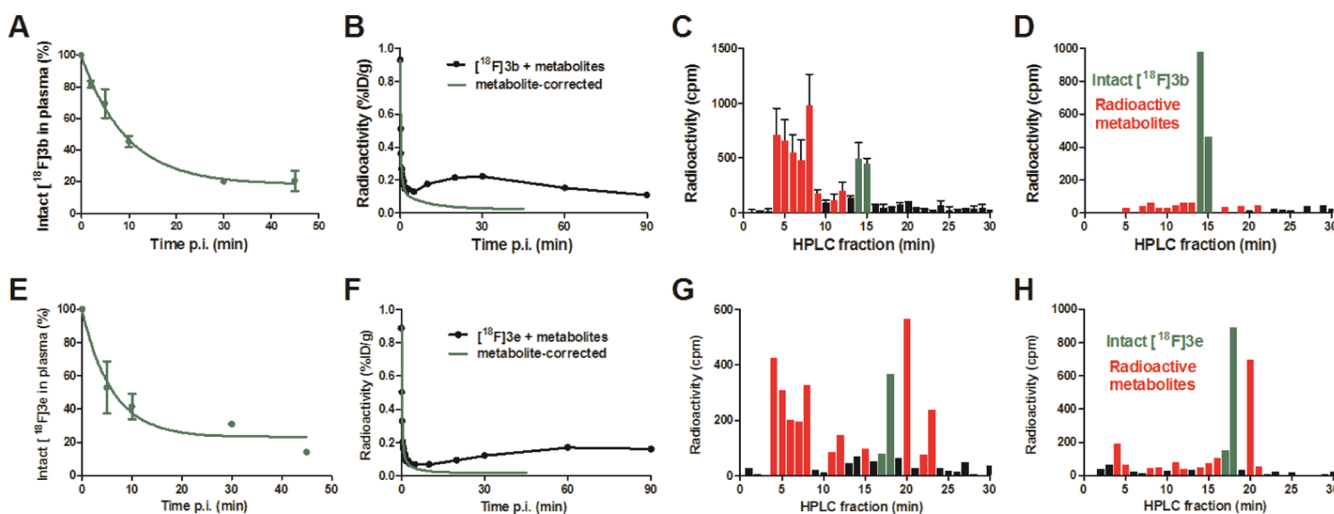 A
Intact [18F]3b in plasma (%)
100
80
60
40
20
0
0 10 20 30 40 50
Time p.i. (min)
B
Radioactivity (%ID/g)
1.0
0.8
0.6
0.4
0.2
0.0
[18F]3b + metabolites
metabolite-corrected
0 30 60 90
Time p.i. (min)
C
Radioactivity (cpm)
1500
1000
500
0
0 5 10 15 20 25 30
HPLC fraction (min)
D
Radioactivity (cpm)
1000
800
600
400
200
0
Intact [18F]3b
Radioactive
metabolites
0 5 10 15 20 25 30
HPLC fraction (min)
E
Intact [18F]3e in plasma (%)
100
80
60
40
20
0
0 10 20 30 40 50
Time p.i. (min)
F
Radioactivity (%ID/g)
1.0
0.8
0.6
0.4
0.2
0.0
[18F]3e + metabolites
metabolite-corrected
0 30 60 90
Time p.i. (min)
G
Radioactivity (cpm)
600
400
200
0
0 5 10 15 20 25 30
HPLC fraction (min)
H
Radioactivity (cpm)
1000
800
600
400
200
0
Intact [18F]3e
Radioactive
metabolites
0 5 10 15 20 25 30
HPLC fraction (min)